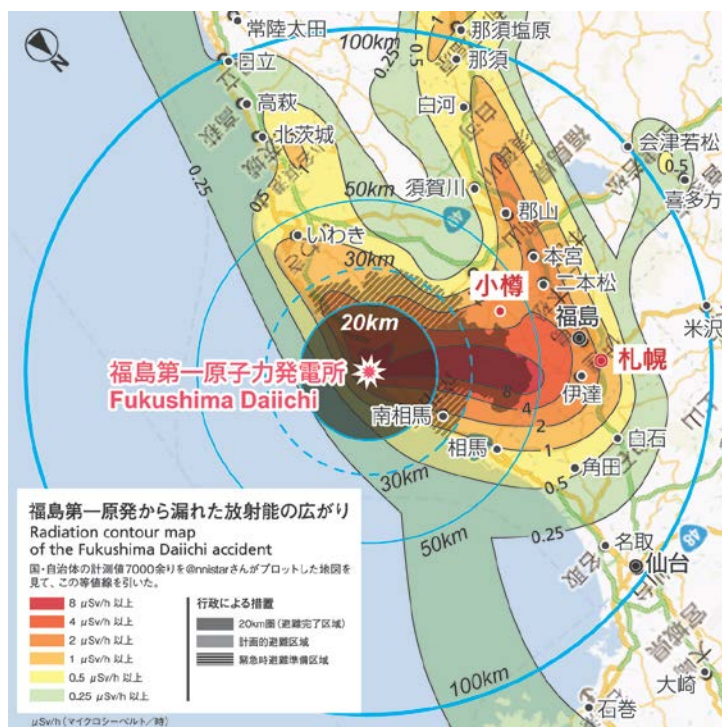 N
常陸太田
100km
那須塩原
日立
那須
高萩
白河
北茨城
会津若松
喜多方
須賀川
50km
郡山
いわき
30km
本宮
二本松
小樽
福島
20km
米沢
札幌
福島第一原子力発電所
Fukushima Daiichi
伊達
南相馬
相馬
白石
角田
30km
50km
名取
仙台
大崎
石巻
100km
0.25
0.5
1
0.25
0.5
1
0.5
8
4
2
1
0.5
0.25
48
福島第一原発から漏れた放射能の広がり
Radiation contour map
of the Fukushima Daiichi accident
国・自治体の計測値7000余りを@nnistarさんがプロットした地図を
見て、この等値線を引いた。
8 μSv/h 以上
4 μSv/h 以上
2 μSv/h 以上
1 μSv/h 以上
0.5 μSv/h 以上
0.25 μSv/h 以上
行政による措置
20km圏(避難完了区域)
計画的避難区域
緊急時避難準備区域
μSv/h(マイクロシーベルト/時)